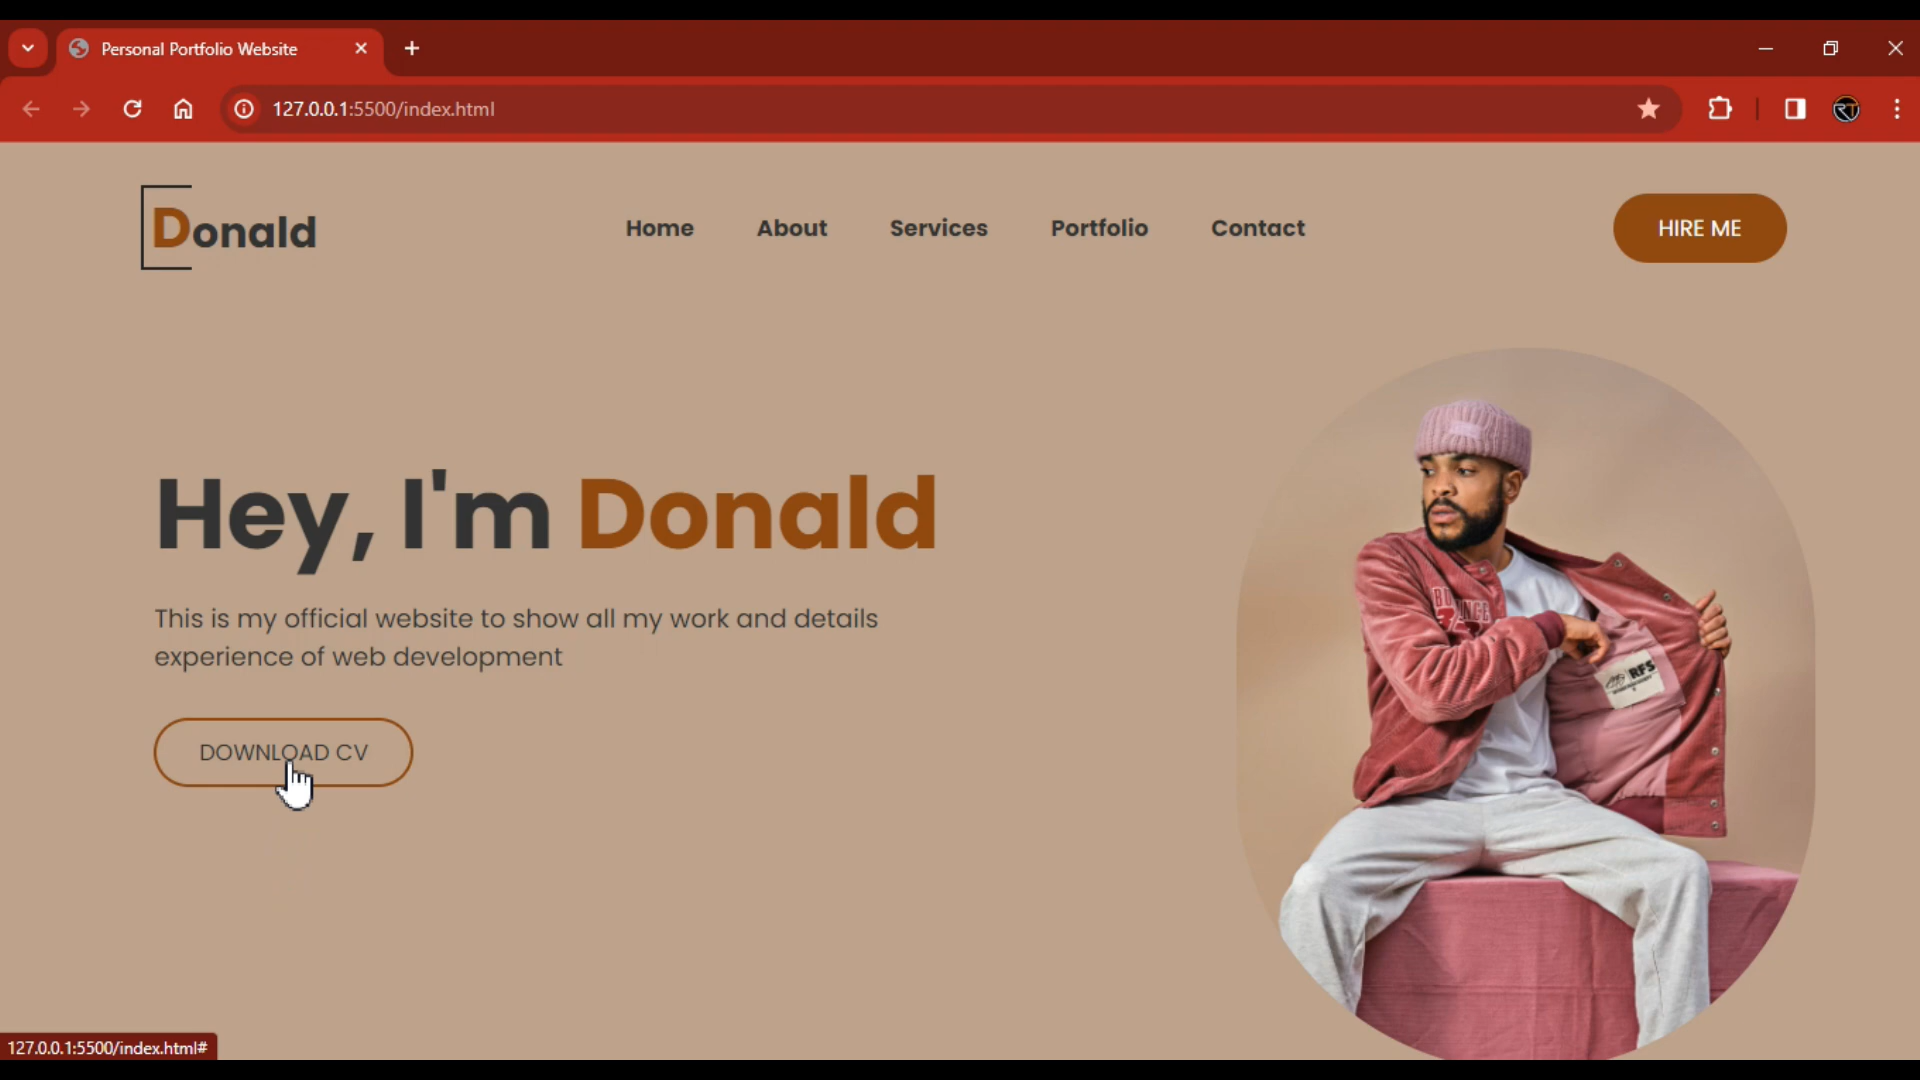 Personal Portfolio Website
127.0.0.1:5500/index.html
Donald
Home
About
Services
Portfolio
Contact
HIRE ME
Hey, I'm Donald
This is my official website to show all my work and details
experience of web development
DOWNLOAD CV
RFS
127.0.0.1:5500/index.html#